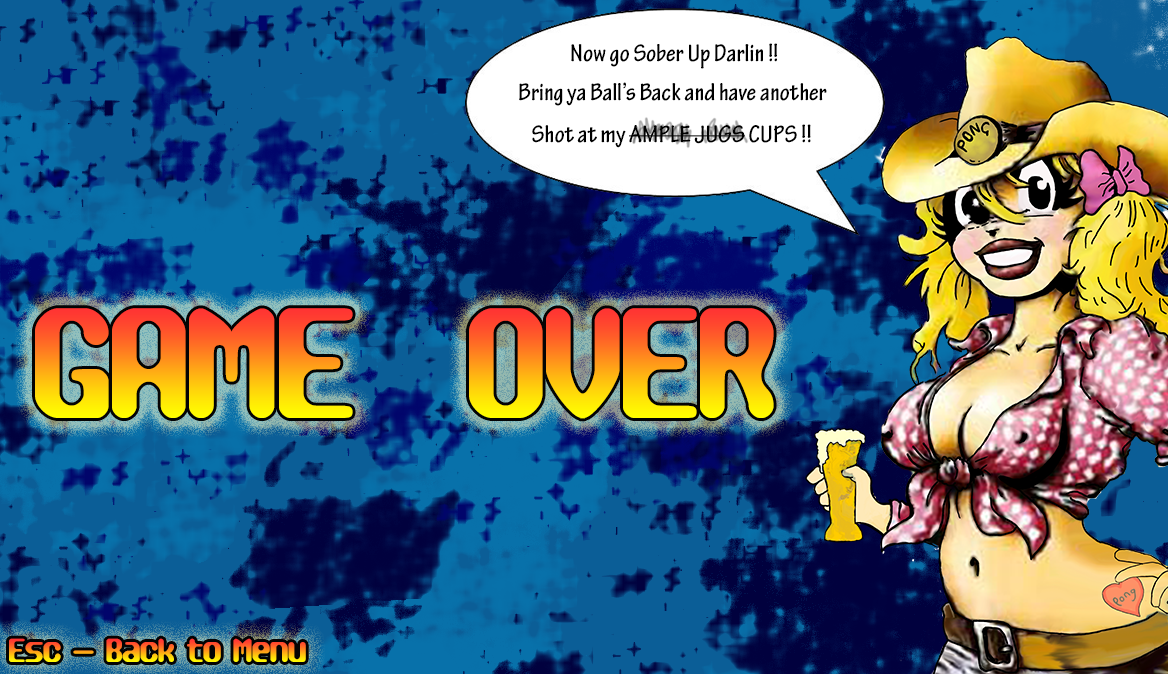 Now go Sober Up Darlin !!
Bring ya Ball's Back and have another
Shot at my AMPLE JUGS CUPS !!
PONG
GAME OVER
Pong
Esc - Back to Menu